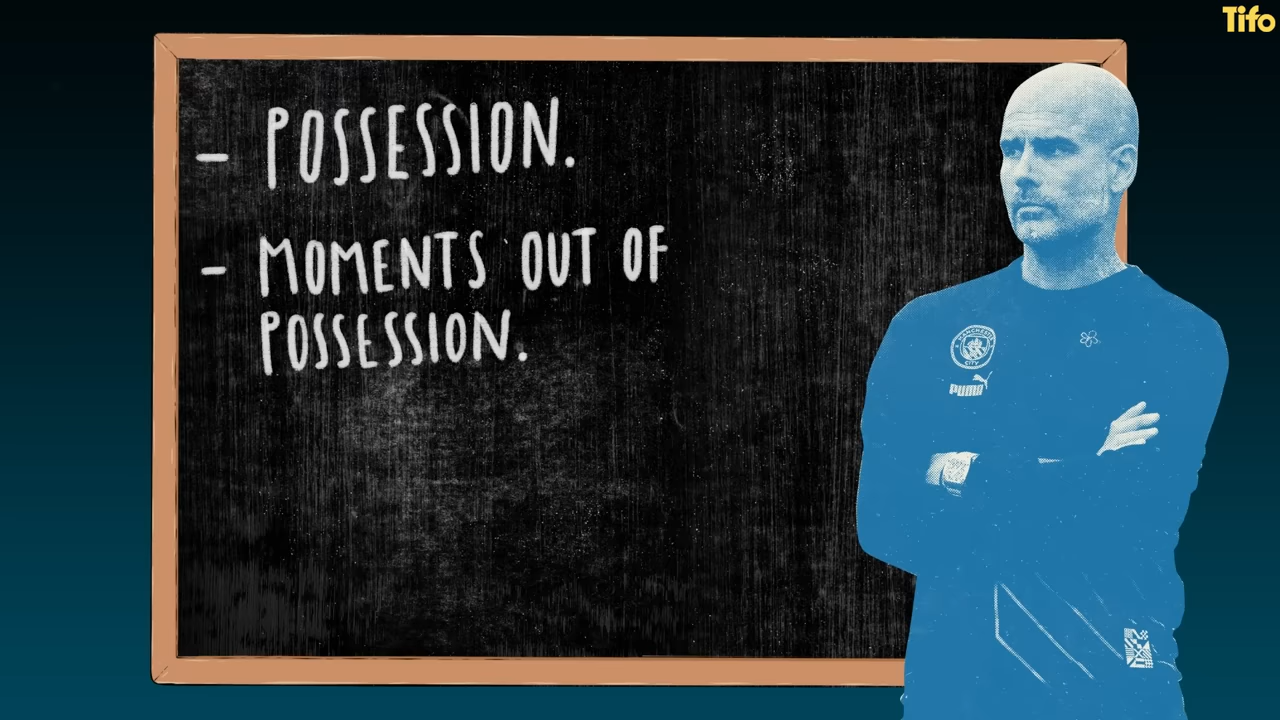 Tifo
- POSSESSION.
- MOMENTS OUT OF
POSSESSION.
MANCHESTER
CITY
PUMA